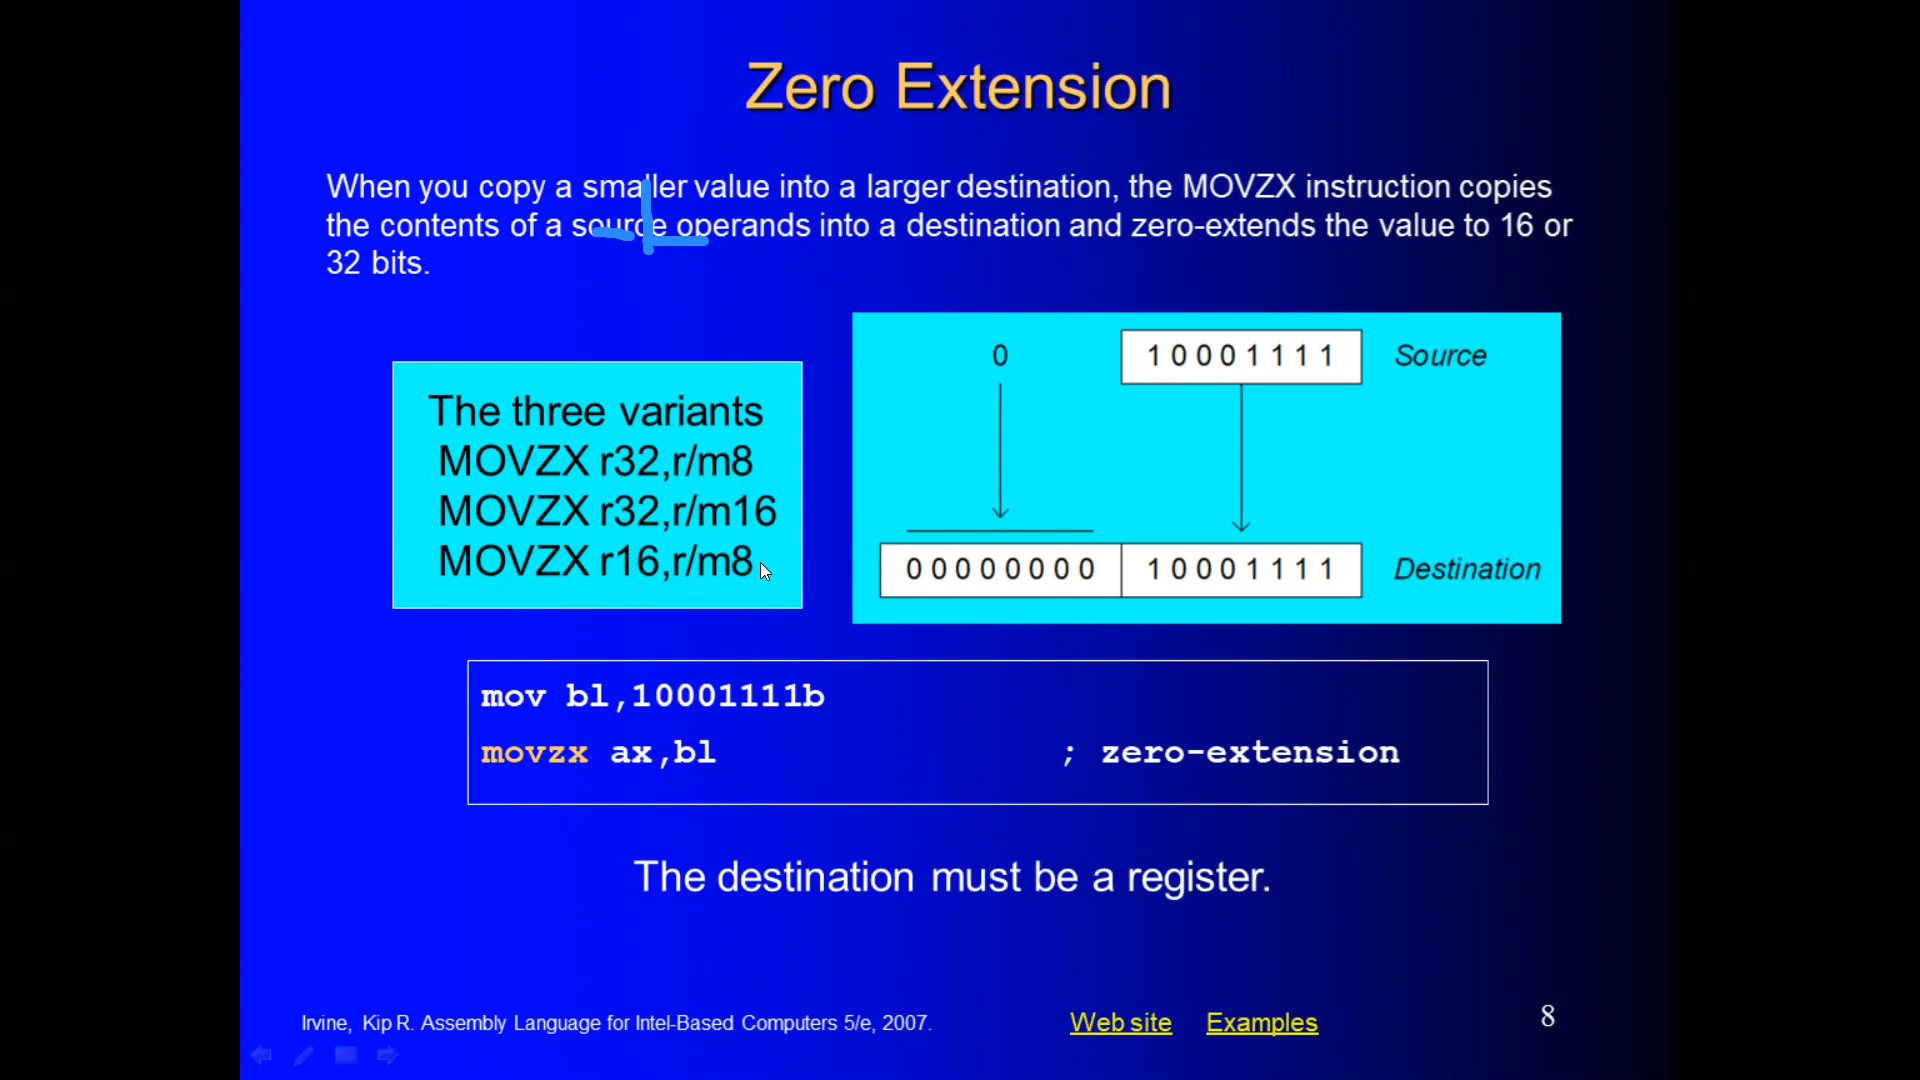 Zero Extension
When you copy a smaller value into a larger destination, the MOVZX instruction copies
the contents of a source operands into a destination and zero-extends the value to 16 or
32 bits.
The three variants
MOVZX r32,r/m8
MOVZX r32,r/m16
MOVZX r16,r/m8
0 1 0 0 0 1 1 1 1 Source
0 0 0 0 0 0 0 0 1 0 0 0 1 1 1 1 Destination
mov bl,10001111b
movzx ax,bl ; zero-extension
The destination must be a register.
Irvine, Kip R. Assembly Language for Intel-Based Computers 5/e, 2007. Web site Examples 8